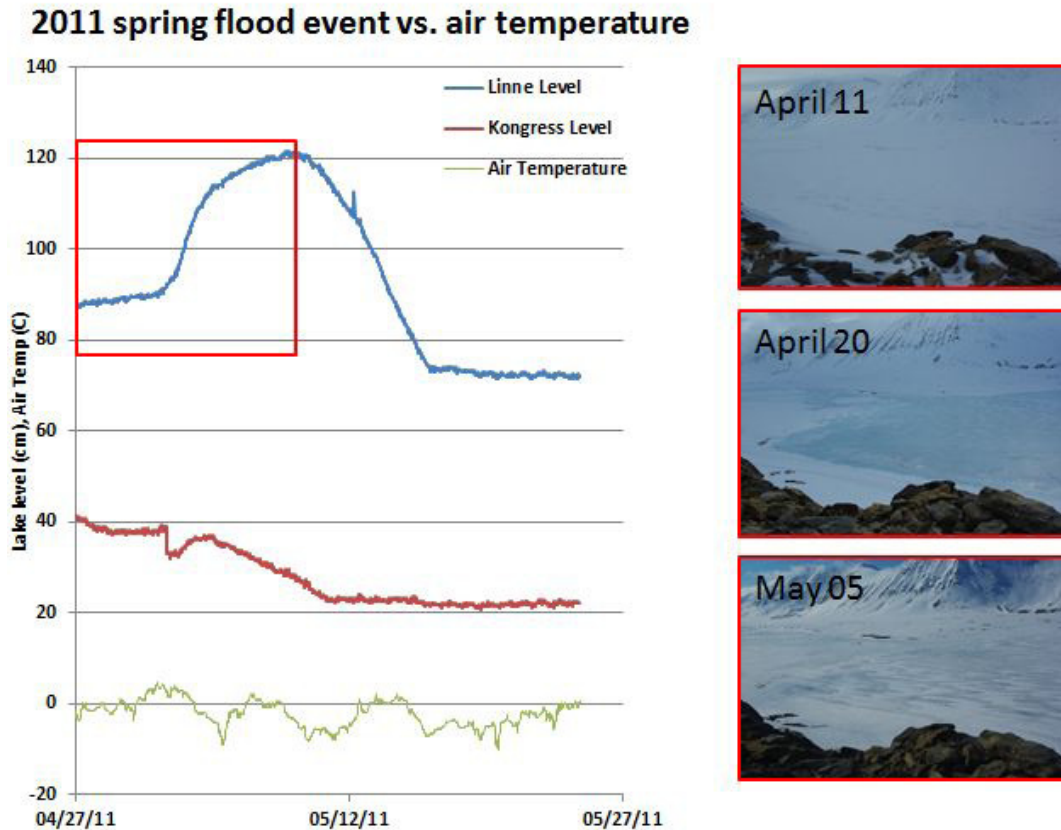 2011 spring flood event vs. air temperature
140
120
100
80
60
40
20
0
-20
Lake level (cm), Air Temp (C)
04/27/11
05/12/11
05/27/11
Linne Level
Kongress Level
Air Temperature
April 11
April 20
May 05